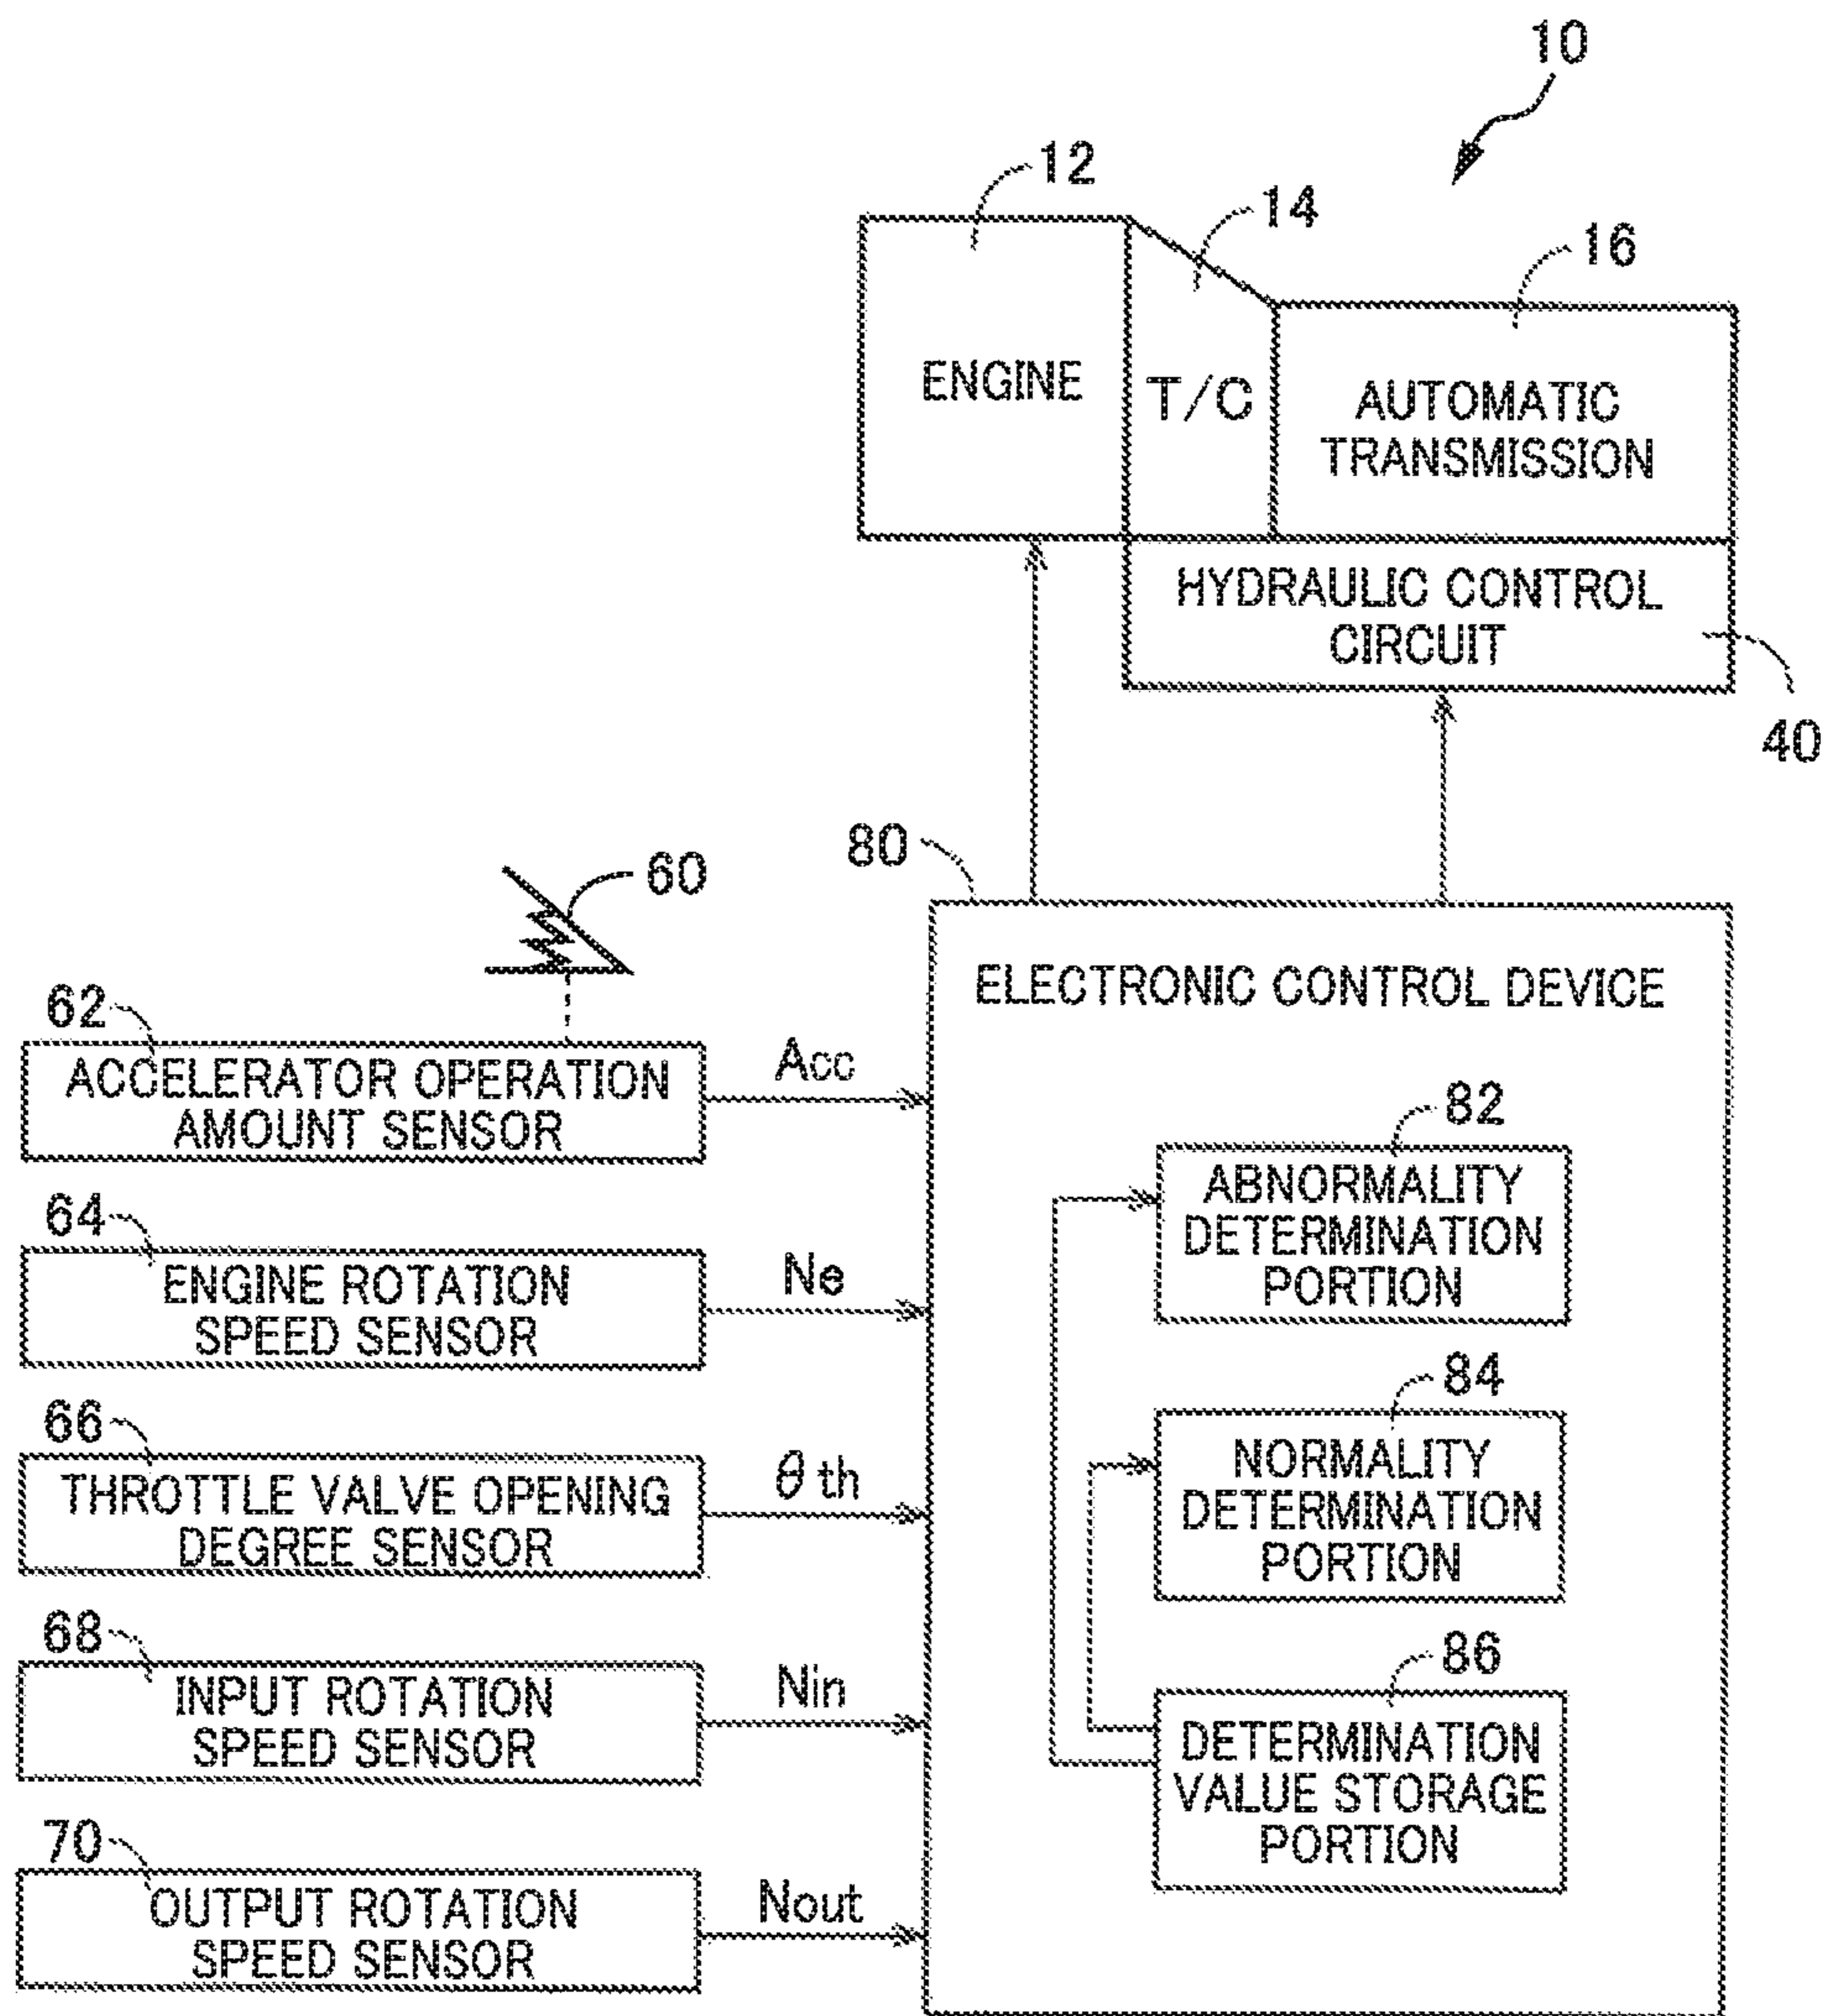 10
12
14
16
ENGINE
T/C
AUTOMATIC
TRANSMISSION
HYDRAULIC CONTROL
CIRCUIT
40
80
60
ELECTRONIC CONTROL DEVICE
62
ACCELERATOR OPERATION
AMOUNT SENSOR
Acc
64
ENGINE ROTATION
SPEED SENSOR
Ne
66
THROTTLE VALVE OPENING
DEGREE SENSOR
θth
68
INPUT ROTATION
SPEED SENSOR
Nin
70
OUTPUT ROTATION
SPEED SENSOR
Nout
82
ABNORMALITY
DETERMINATION
PORTION
84
NORMALITY
DETERMINATION
PORTION
86
DETERMINATION
VALUE STORAGE
PORTION